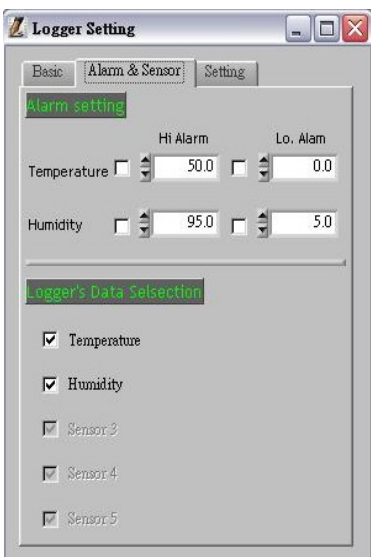 Logger Setting
Basic Alarm & Sensor Setting
Alarm setting
Hi Alarm Lo. Alam
Temperature 50.0 0.0
Humidity 95.0 5.0
Logger's Data Selsection
Temperature
Humidity
Sensor 3
Sensor 4
Sensor 5